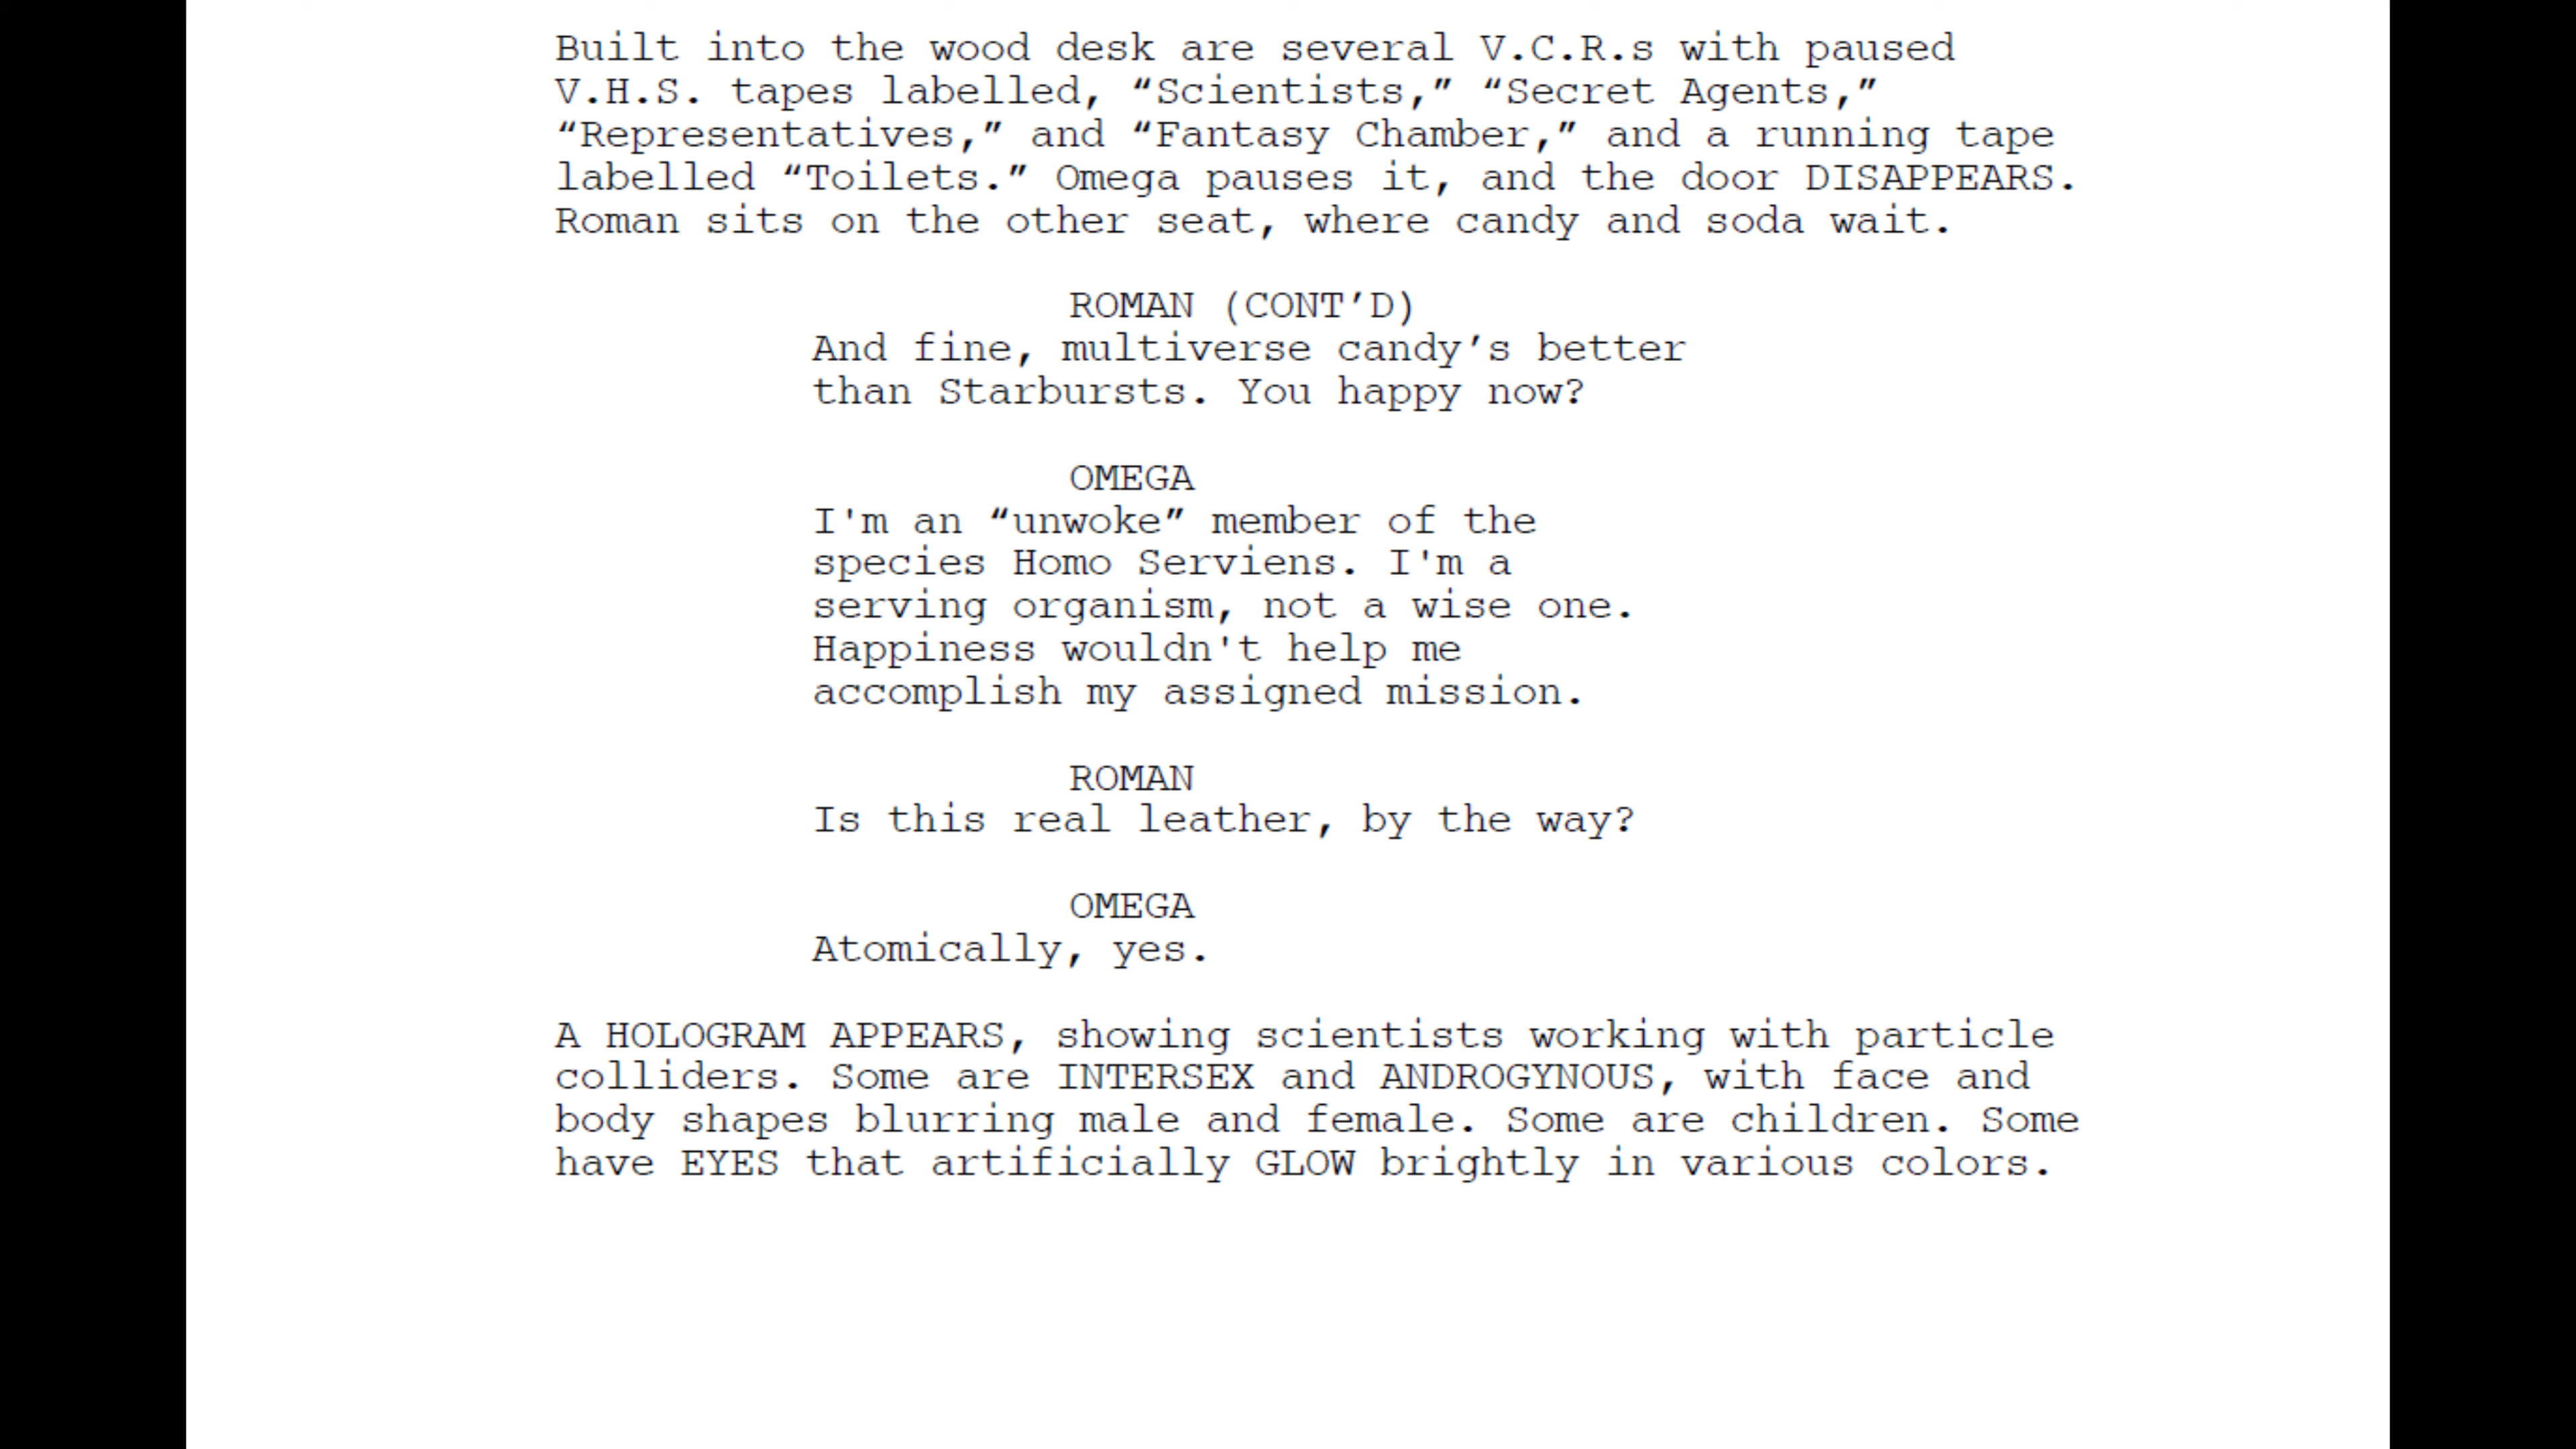 Built into the wood desk are several V.C.R.s with paused
V.H.S. tapes labelled, “Scientists,” “Secret Agents,”
“Representatives,” and “Fantasy Chamber,” and a running tape
labelled “Toilets.” Omega pauses it, and the door DISAPPEARS.
Roman sits on the other seat, where candy and soda wait.
ROMAN (CONT’D)
And fine, multiverse candy’s better
than Starbursts. You happy now?
OMEGA
I'm an “unwoke” member of the
species Homo Serviens. I'm a
serving organism, not a wise one.
Happiness wouldn't help me
accomplish my assigned mission.
ROMAN
Is this real leather, by the way?
OMEGA
Atomically, yes.
A HOLOGRAM APPEARS, showing scientists working with particle
colliders. Some are INTERSEX and ANDROGYNOUS, with face and
body shapes blurring male and female. Some are children. Some
have EYES that artificially GLOW brightly in various colors.